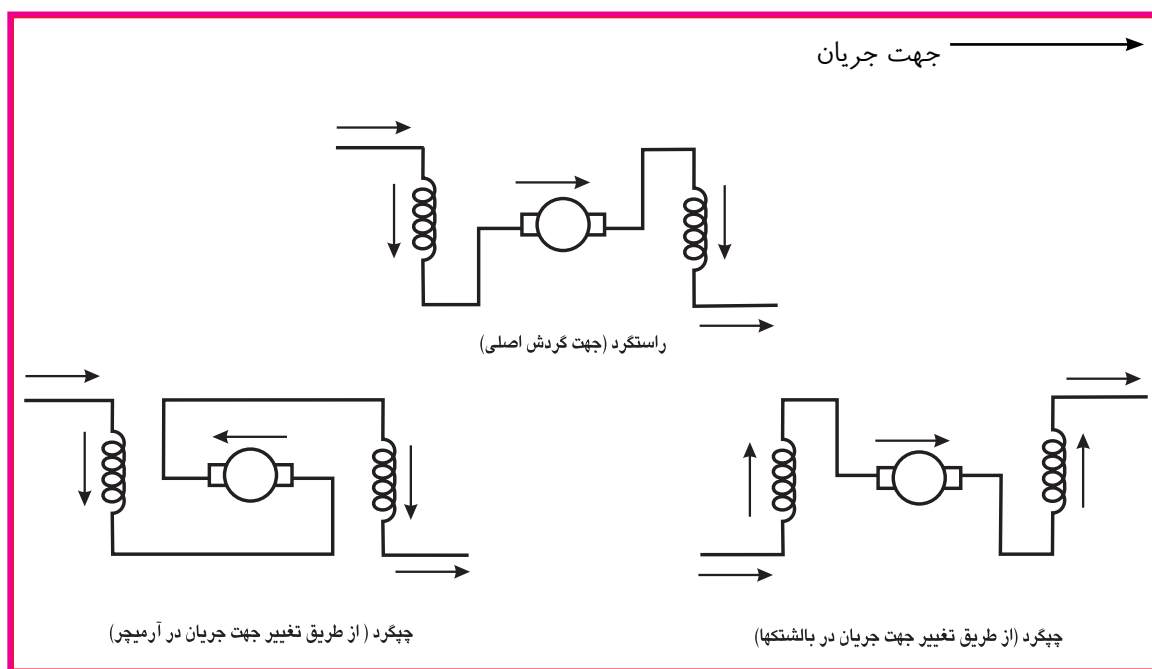 جهت جریان
راستگرد (جهت گردش اصلی)
چپگرد (از طریق تغییر جهت جریان در بالشتکها)
چپگرد ( از طریق تغییر جهت جریان در آرمیچر)